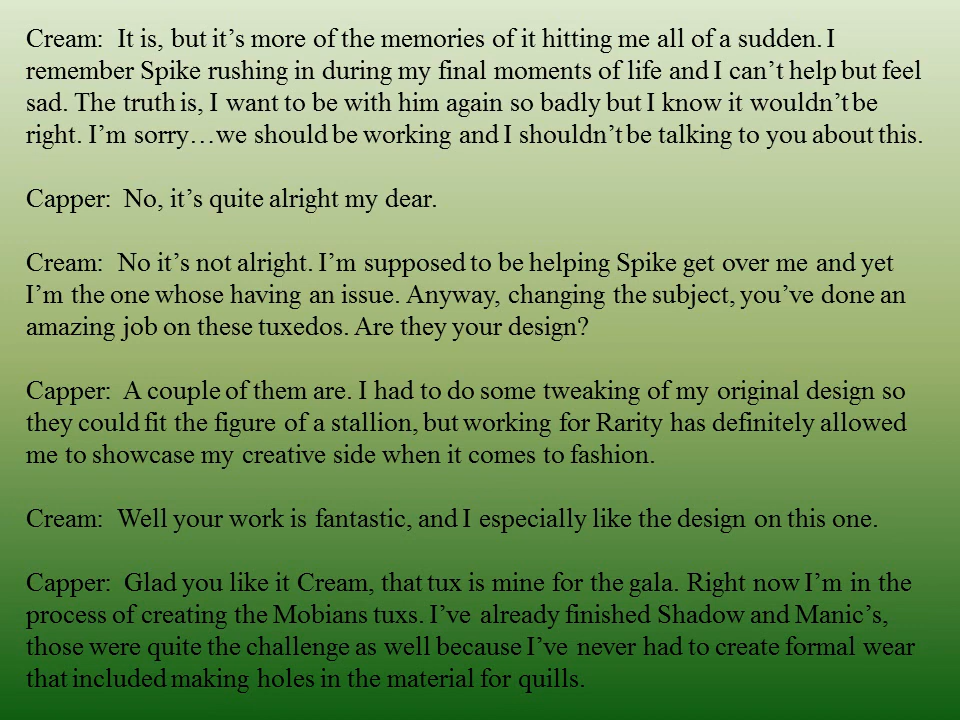 Cream:  It is, but it’s more of the memories of it hitting me all of a sudden. I
remember Spike rushing in during my final moments of life and I can’t help but feel
sad. The truth is, I want to be with him again so badly but I know it wouldn’t be
right. I’m sorry…we should be working and I shouldn’t be talking to you about this.

Capper:  No, it’s quite alright my dear.

Cream:  No it’s not alright. I’m supposed to be helping Spike get over me and yet
I’m the one whose having an issue. Anyway, changing the subject, you’ve done an
amazing job on these tuxedos. Are they your design?

Capper:  A couple of them are. I had to do some tweaking of my original design so
they could fit the figure of a stallion, but working for Rarity has definitely allowed
me to showcase my creative side when it comes to fashion.

Cream:  Well your work is fantastic, and I especially like the design on this one.

Capper:  Glad you like it Cream, that tux is mine for the gala. Right now I’m in the
process of creating the Mobians tuxs. I’ve already finished Shadow and Manic’s,
those were quite the challenge as well because I’ve never had to create formal wear
that included making holes in the material for quills.